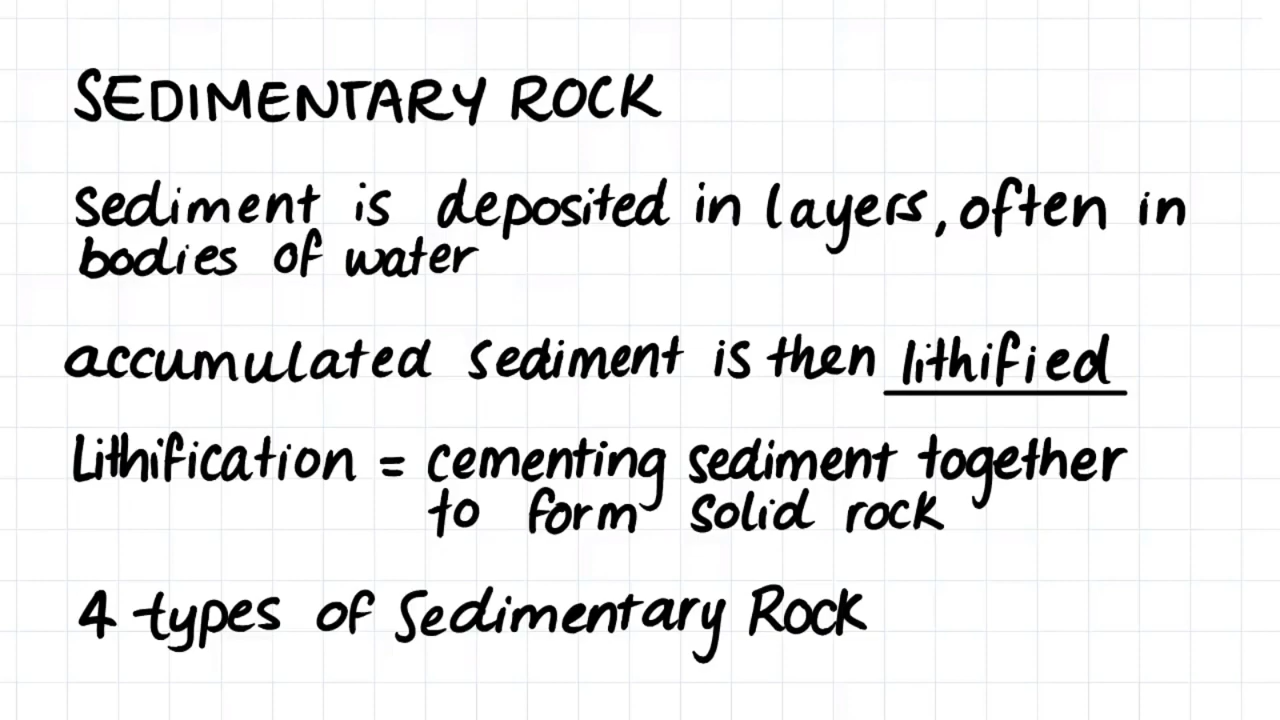 SEDIMENTARY ROCK
sediment is deposited in layers, often in
bodies of water
accumulated sediment is then lithified
Lithification = cementing sediment together
to form solid rock
4 types of Sedimentary Rock